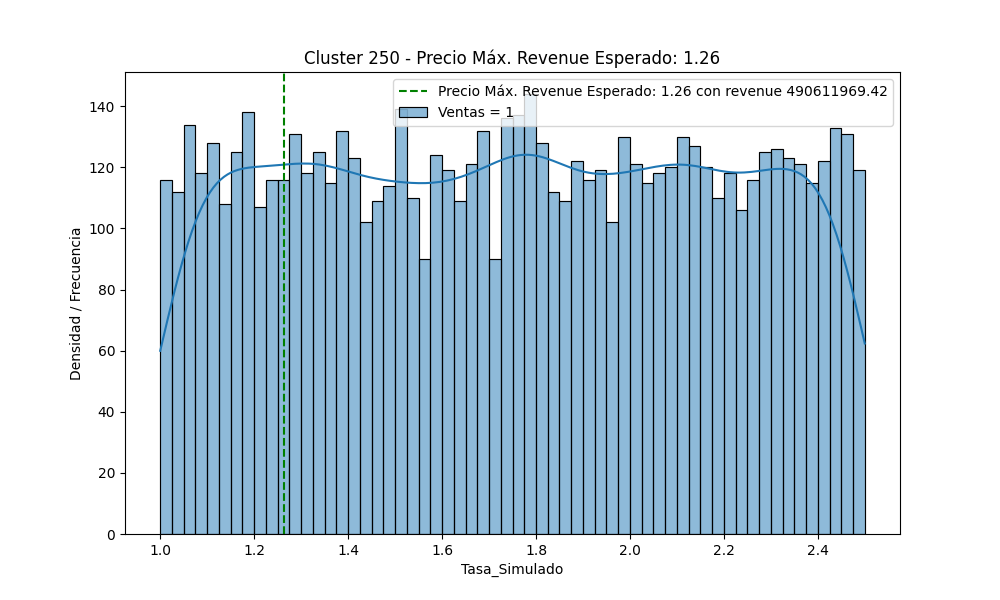 Cluster 250 - Precio Máx. Revenue Esperado: 1.26
Precio Máx. Revenue Esperado: 1.26 con revenue 490611969.42
Ventas = 1
Densidad / Frecuencia
140
120
100
80
60
40
20
0
1.0 1.2 1.4 1.6 1.8 2.0 2.2 2.4
Tasa_Simulado